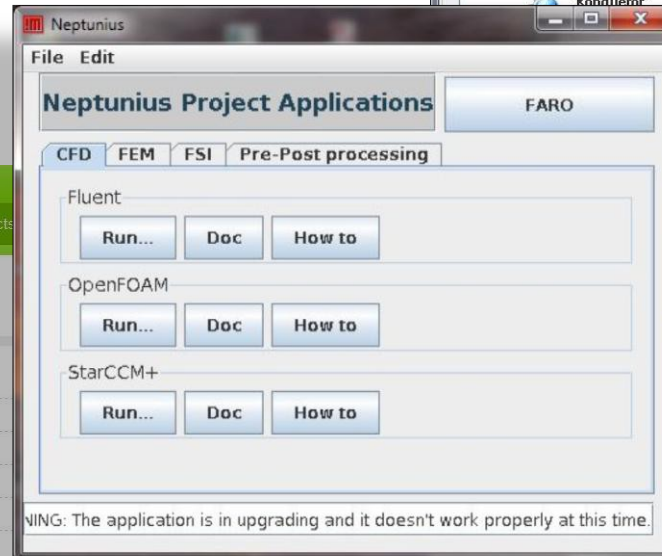 Konqueror
Neptunius
File Edit
Neptunius Project Applications
FARO
CFD FEM FSI Pre-Post processing
Fluent
Run... Doc How to
OpenFOAM
Run... Doc How to
StarCCM+
Run... Doc How to
NING: The application is in upgrading and it doesn't work properly at this time.